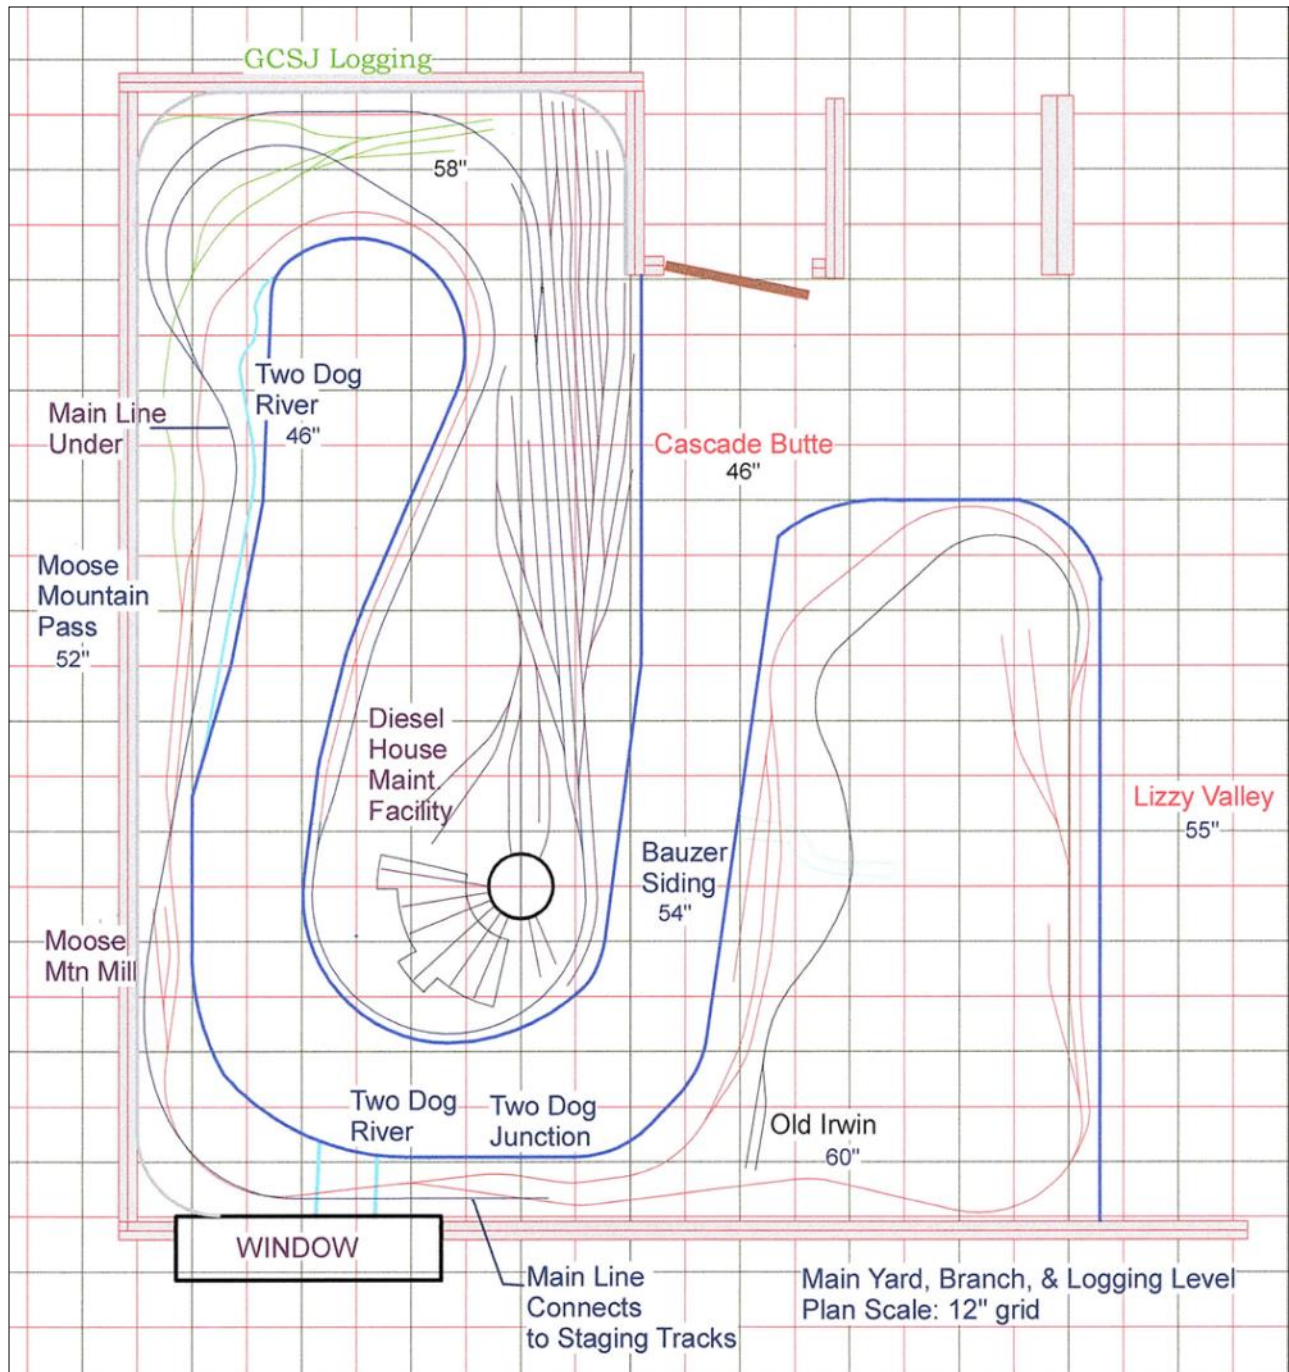 GCSJ Logging
58"
Two Dog
River
46"
Main Line
Under
Cascade Butte
46"
Moose
Mountain
Pass
52"
Diesel
House
Maint.
Facility
Lizzy Valley
55"
Bauzer
Siding
54"
Moose
Mtn Mill
Two Dog
River
Two Dog
Junction
Old Irwin
60"
WINDOW
Main Line
Connects
to Staging Tracks
Main Yard, Branch, & Logging Level
Plan Scale: 12" grid